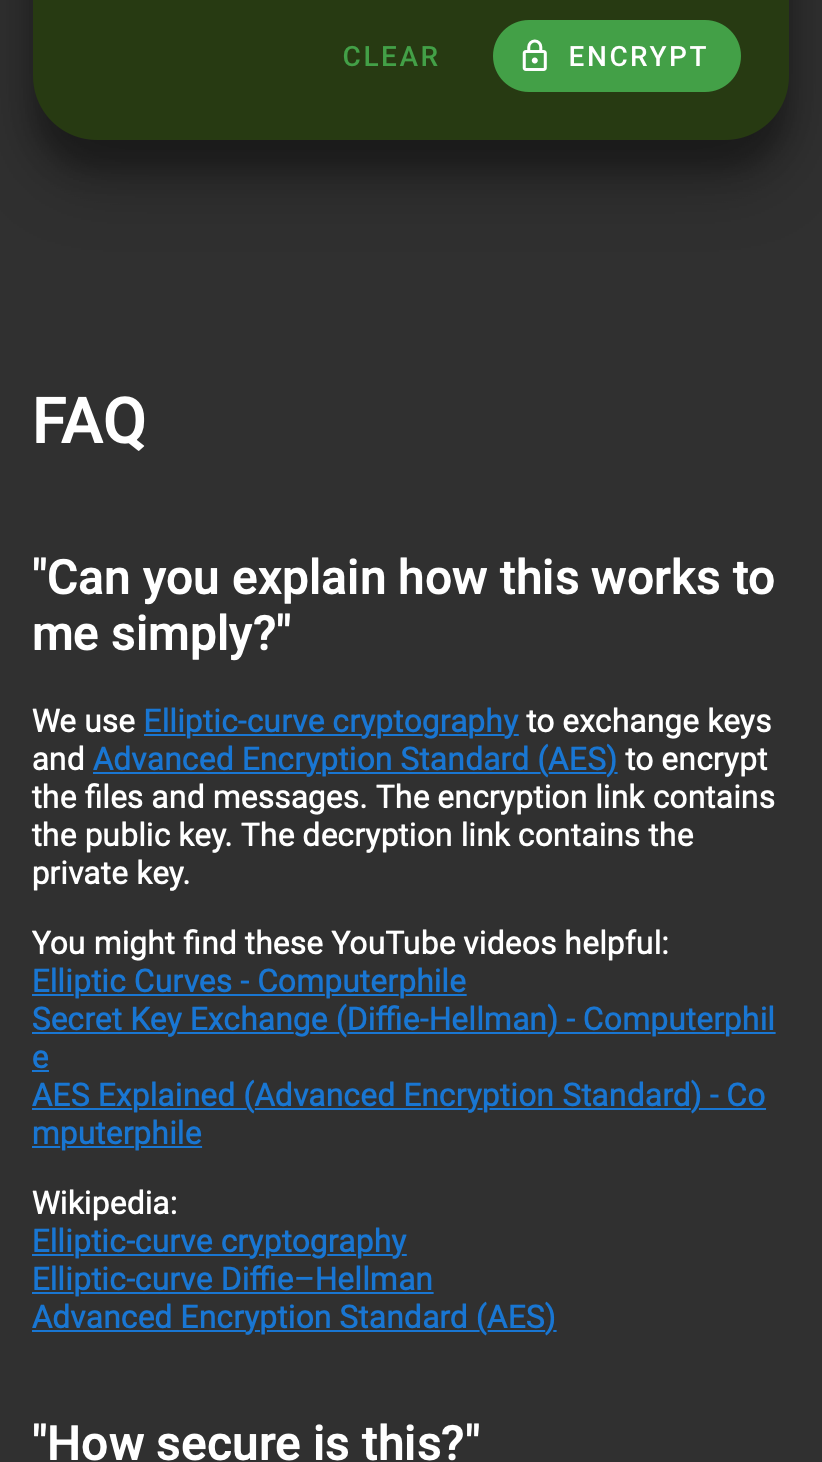 CLEAR
ENCRYPT
FAQ
"Can you explain how this works to
me simply?"
We use Elliptic-curve cryptography to exchange keys
and Advanced Encryption Standard (AES) to encrypt
the files and messages. The encryption link contains
the public key. The decryption link contains the
private key.
You might find these YouTube videos helpful:
Elliptic Curves - Computerphile
Secret Key Exchange (Diffie-Hellman) - Computerphil
e
AES Explained (Advanced Encryption Standard) - Co
mputerphile
Wikipedia:
Elliptic-curve cryptography
Elliptic-curve Diffie–Hellman
Advanced Encryption Standard (AES)
"How secure is this?"